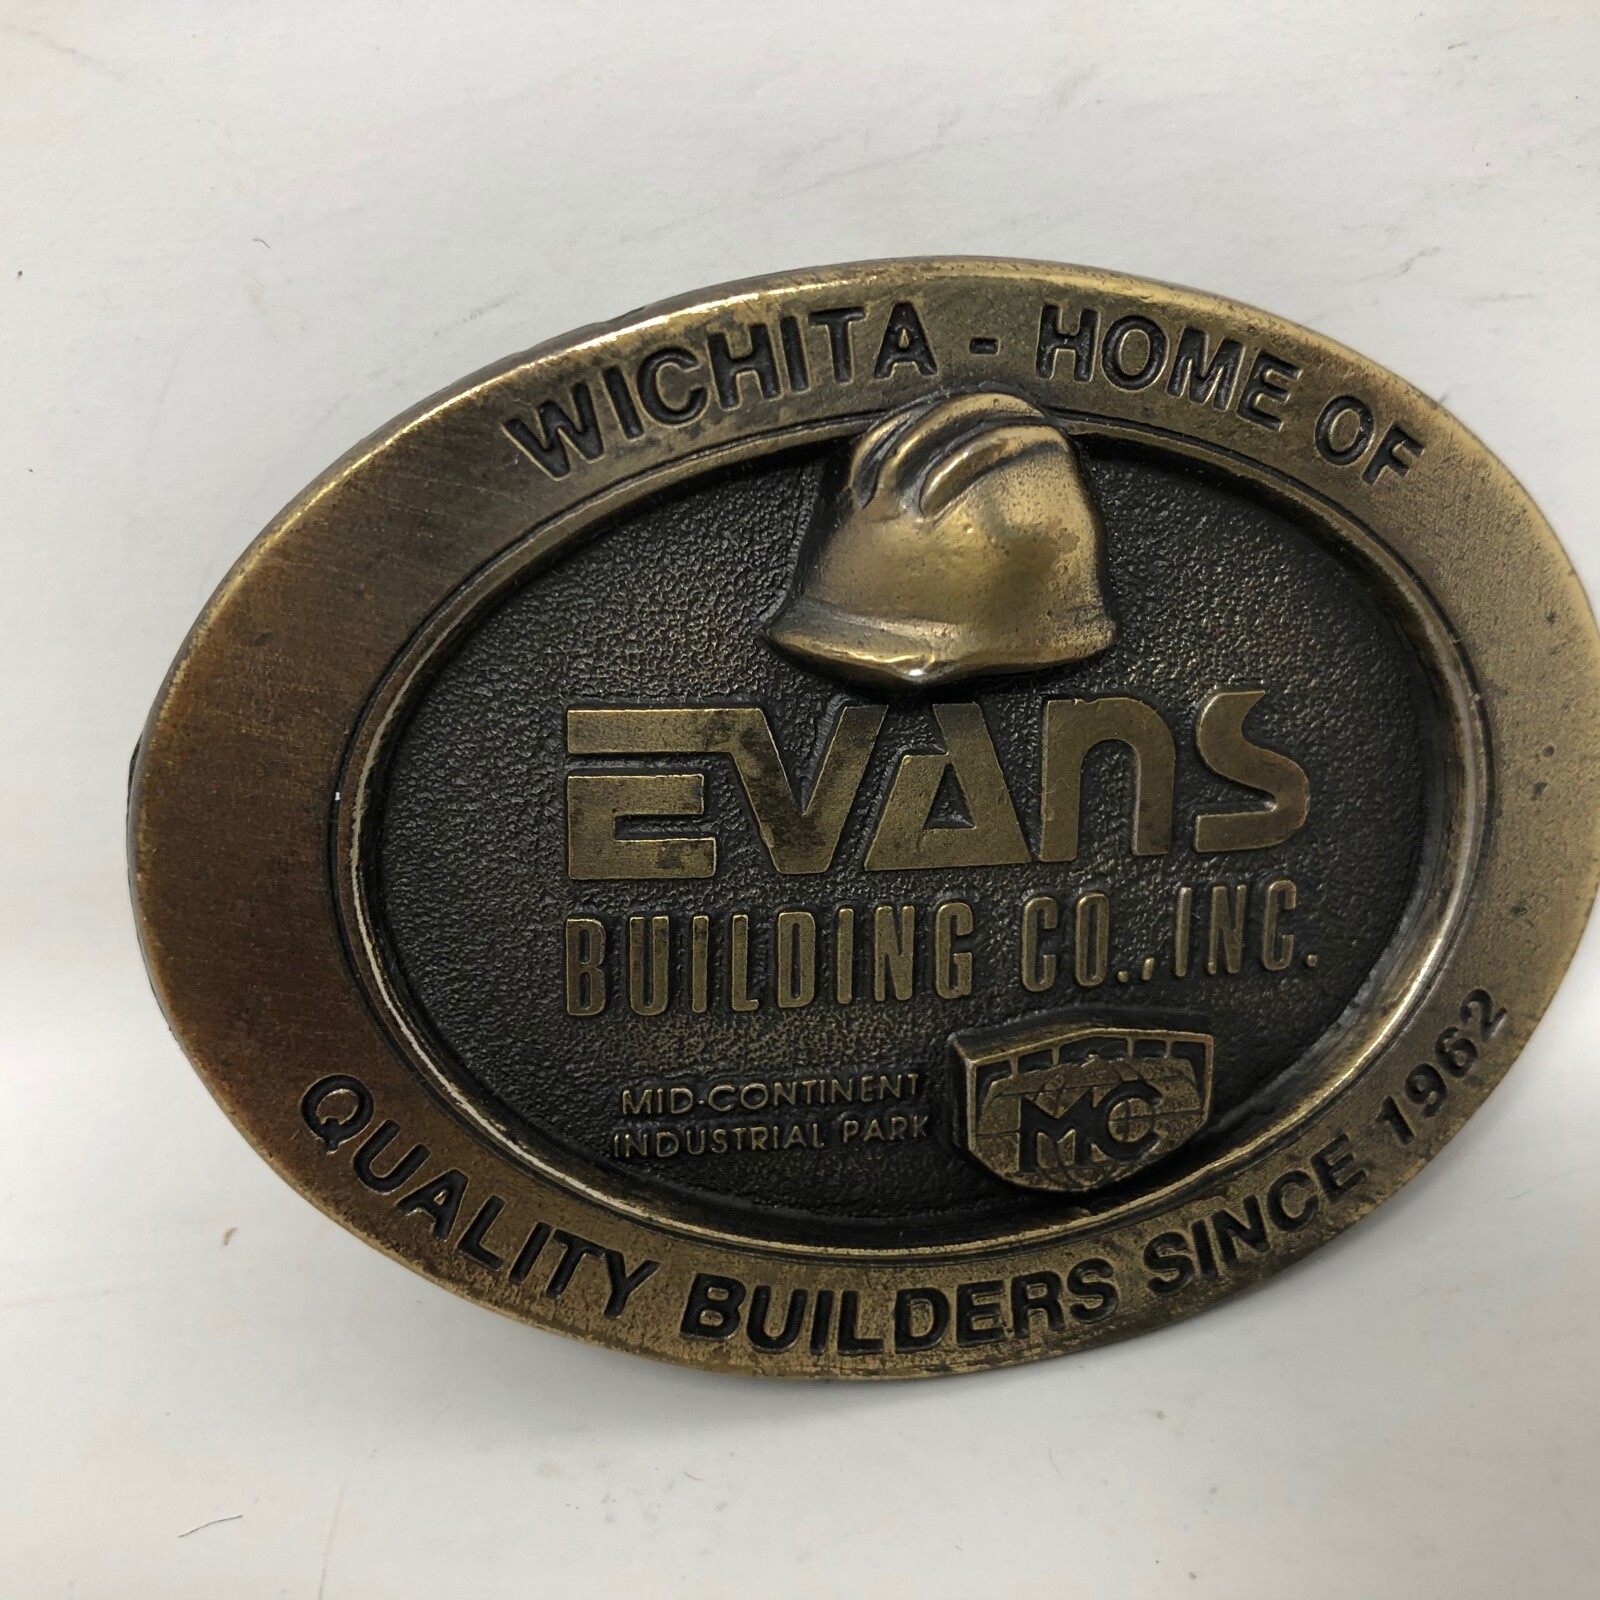 WICHITA - HOME OF
EVANS
BUILDING CO., INC.
MID-CONTINENT
INDUSTRIAL PARK
MC
QUALITY BUILDERS SINCE 1962